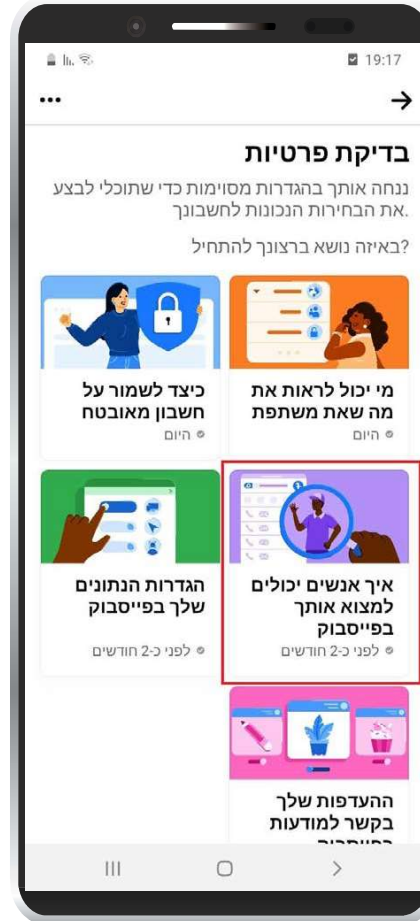 19:17
בדיקת פרטיות
ננחה אותך בהגדרות מסוימות כדי שתוכלי לבצע
את הבחירות הנכונות לחשבונך.
באיזה נושא ברצונך להתחיל?
מי יכול לראות את
מה שאת משתפת
היום
כיצד לשמור על
חשבון מאובטח
היום
איך אנשים יכולים
למצוא אותך
בפייסבוק
לפני כ-2 חודשים
הגדרות הנתונים
שלך בפייסבוק
לפני כ-2 חודשים
ההעדפות שלך
בקשר למודעות